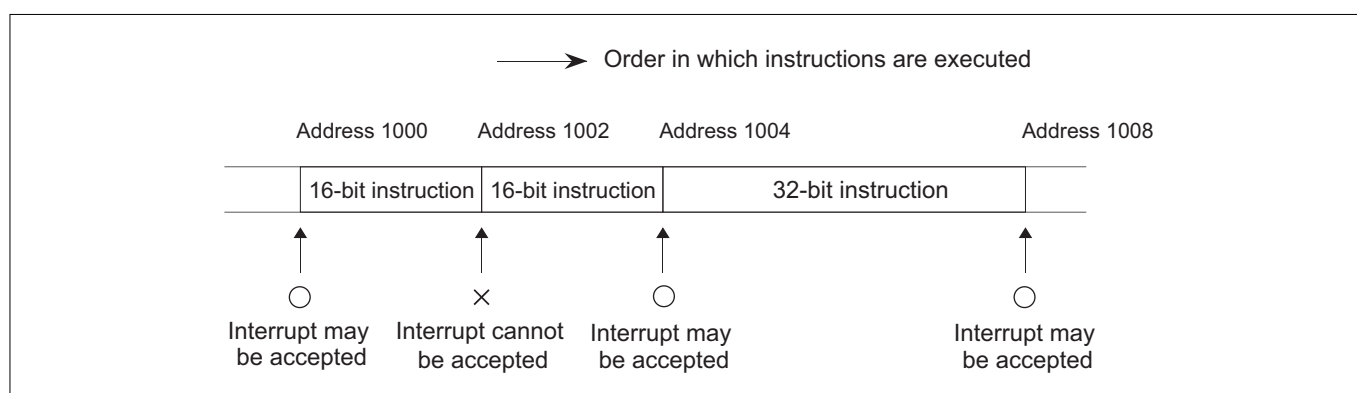 Order in which instructions are executed
Address 1000 Address 1002 Address 1004 Address 1008
16-bit instruction 16-bit instruction 32-bit instruction
Interrupt may Interrupt cannot Interrupt may Interrupt may
be accepted be accepted be accepted be accepted